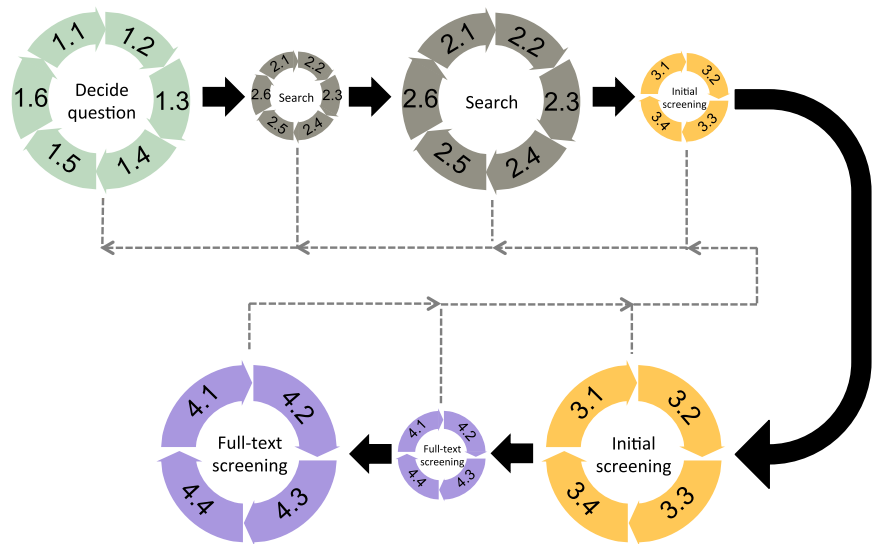 1.1
1.2
1.3
1.4
1.5
1.6
Decide
question
2.1
2.2
2.3
2.4
2.5
2.6
Search
2.1
2.2
2.3
2.4
2.5
2.6
Search
3.1
3.2
3.3
3.4
Initial
screening
4.1
4.2
4.3
4.4
Full-text
screening
4.1
4.2
4.3
4.4
Full-text
screening
3.1
3.2
3.3
3.4
Initial
screening